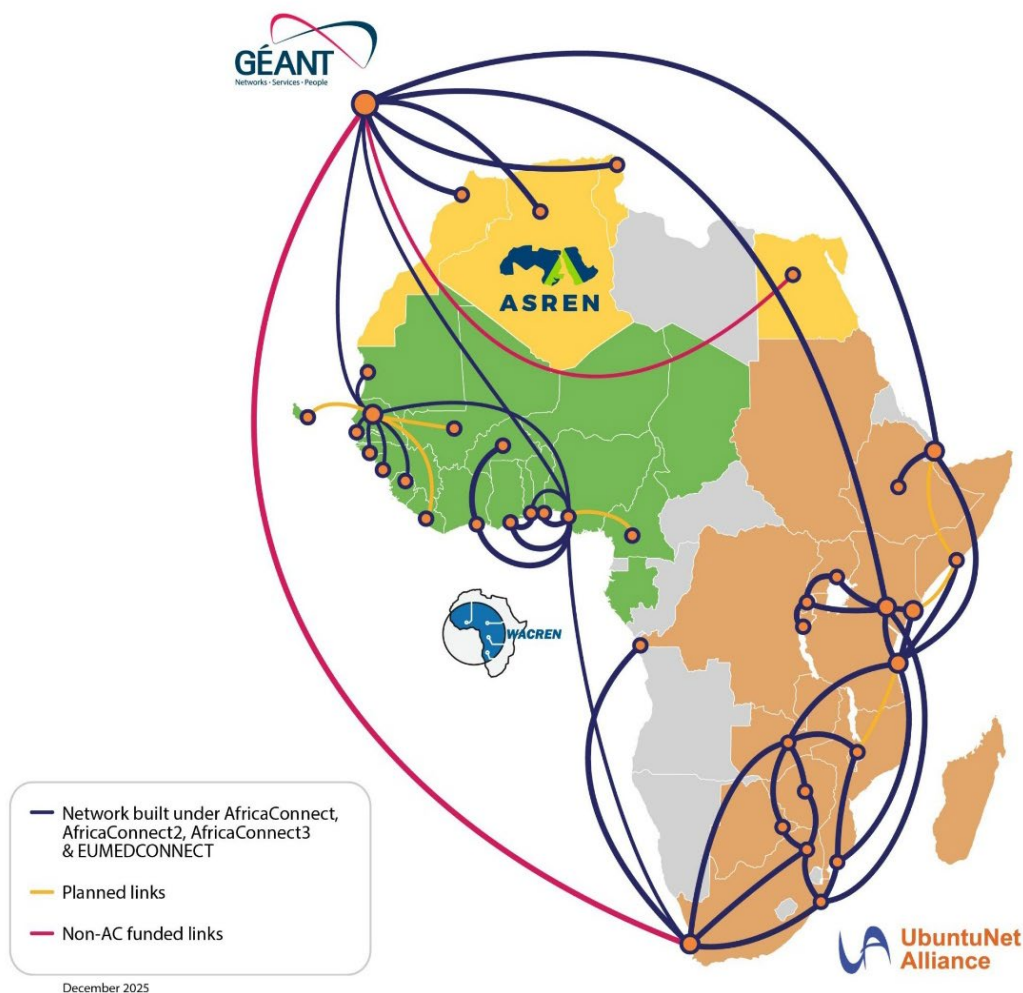 GÉANT
Networks • Services • People
ASREN
WACREN
Network built under AfricaConnect,
AfricaConnect2, AfricaConnect3
& EUMEDCONNECT
Planned links
Non-AC funded links
UbuntuNet
Alliance
December 2025